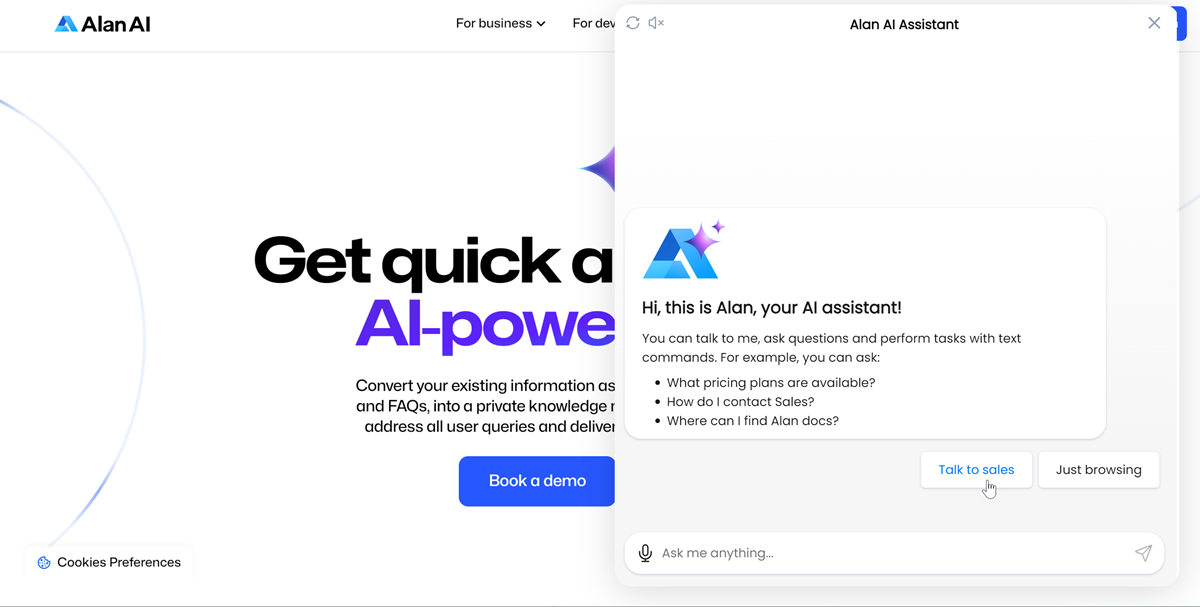 Alan AI
For business
For dev
Alan AI Assistant
Get quick a
AI-powe
Convert your existing information as
and FAQs, into a private knowledge
address all user queries and deliver
Book a demo
Cookies Preferences
Hi, this is Alan, your AI assistant!
You can talk to me, ask questions and perform tasks with text
commands. For example, you can ask:
• What pricing plans are available?
• How do I contact Sales?
• Where can I find Alan docs?
Talk to sales
Just browsing
Ask me anything...